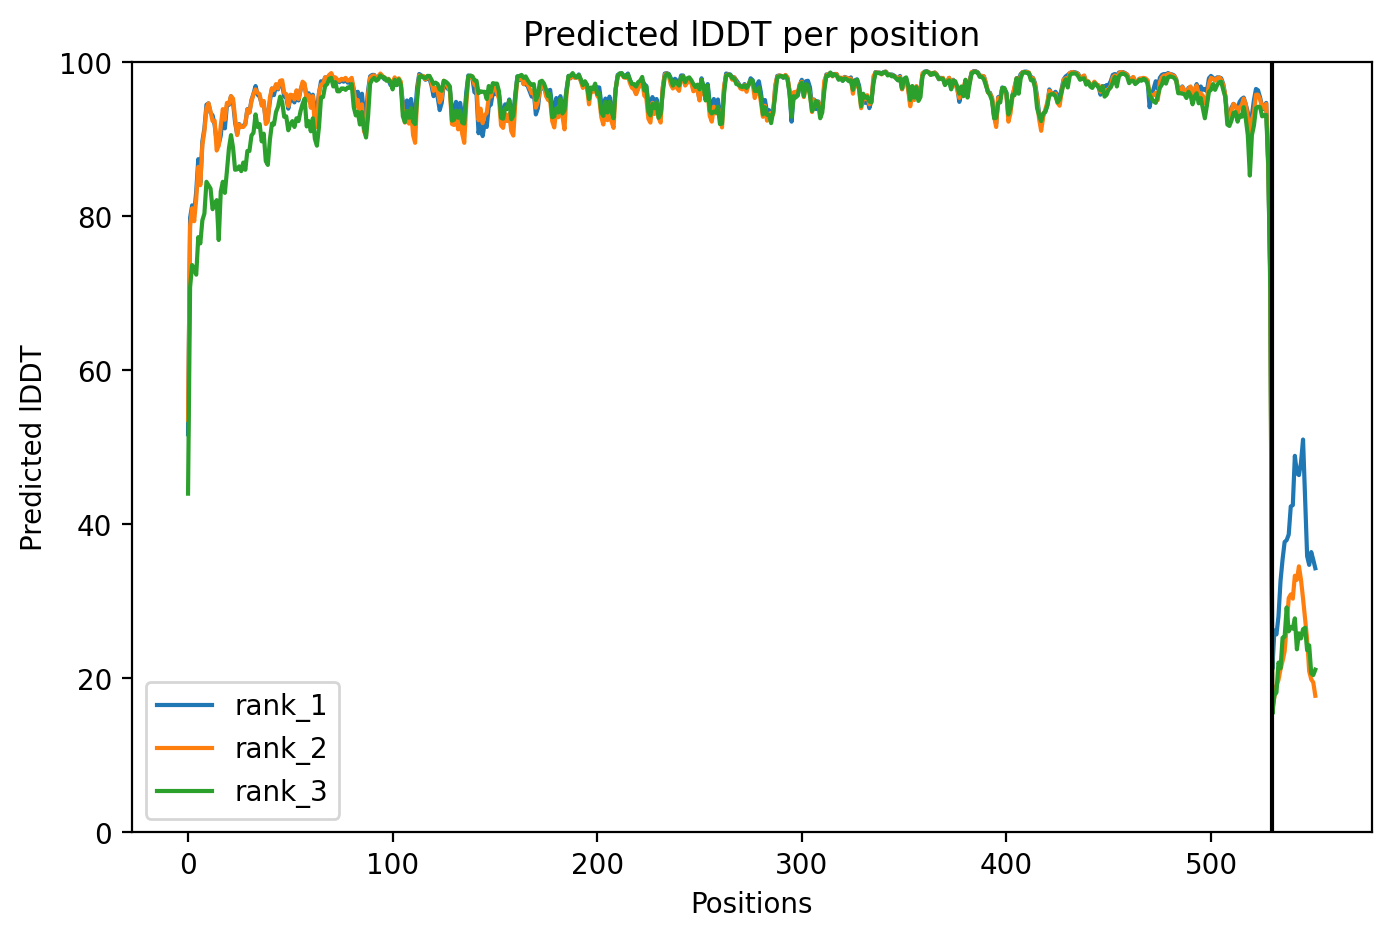 Predicted lDDT per position
100
80
60
40
20
0
Predicted lDDT
rank_1
rank_2
rank_3
0 100 200 300 400 500
Positions